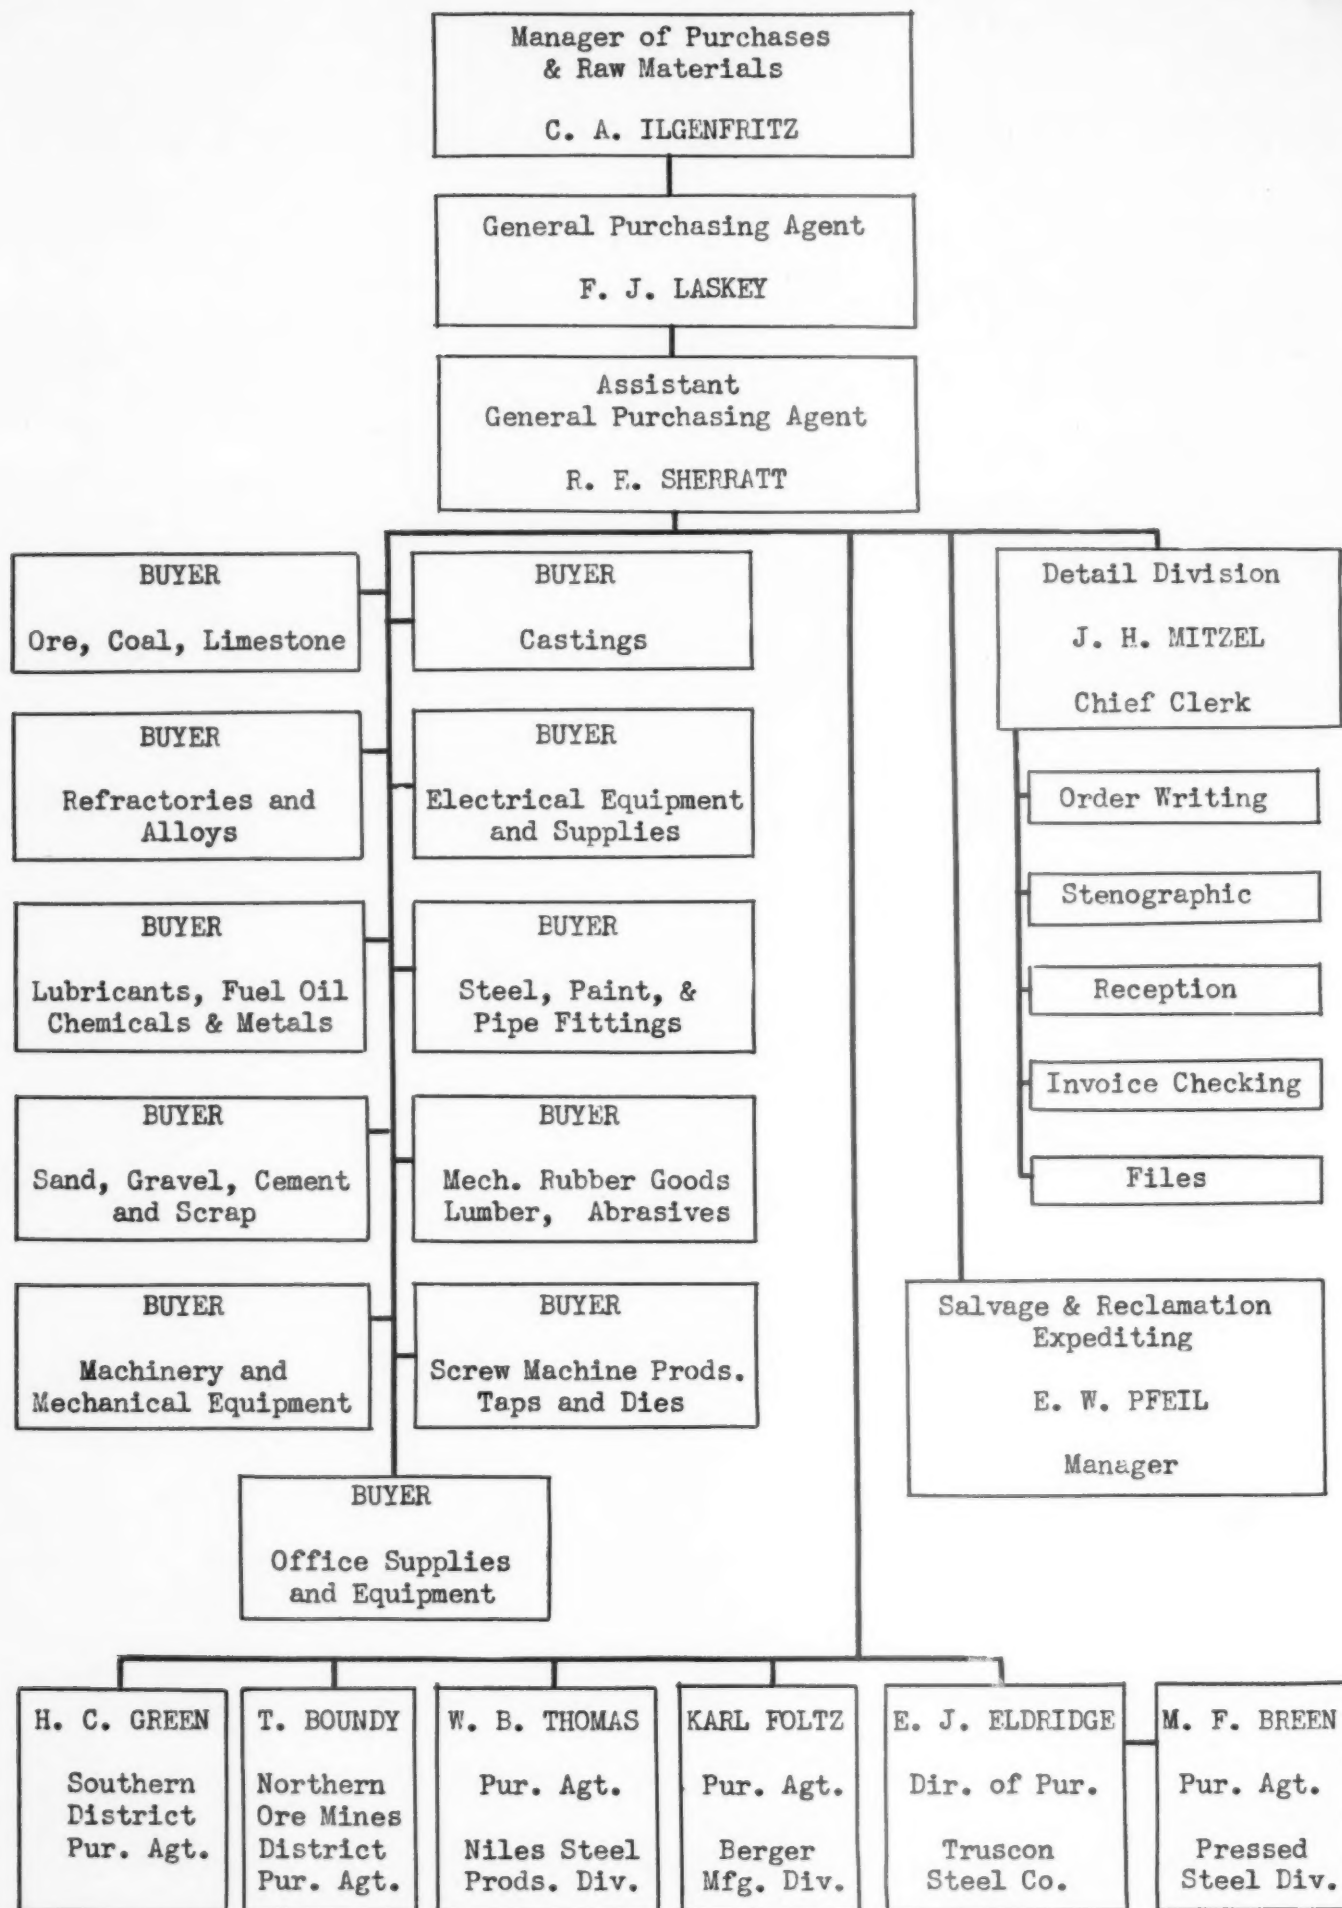 Manager of Purchases
& Raw Materials
C. A. ILGENFRITZ
General Purchasing Agent
F. J. LASKEY
Assistant
General Purchasing Agent
R. E. SHERRATT
BUYER
Ore, Coal, Limestone
BUYER
Castings
BUYER
Refractories and
Alloys
BUYER
Electrical Equipment
and Supplies
BUYER
Lubricants, Fuel Oil
Chemicals & Metals
BUYER
Steel, Paint, &
Pipe Fittings
BUYER
Sand, Gravel, Cement
and Scrap
BUYER
Mech. Rubber Goods
Lumber, Abrasives
BUYER
Machinery and
Mechanical Equipment
BUYER
Screw Machine Prods.
Taps and Dies
BUYER
Office Supplies
and Equipment
Detail Division
J. H. MITZEL
Chief Clerk
Order Writing
Stenographic
Reception
Invoice Checking
Files
Salvage & Reclamation
Expediting
E. W. PFEIL
Manager
H. C. GREEN
Southern
District
Pur. Agt.
T. BOUNDY
Northern
Ore Mines
District
Pur. Agt.
W. B. THOMAS
Pur. Agt.
Niles Steel
Prods. Div.
KARL FOLTZ
Pur. Agt.
Berger
Mfg. Div.
E. J. ELDRIDGE
Dir. of Pur.
Truscon
Steel Co.
M. F. BREEN
Pur. Agt.
Pressed
Steel Div.